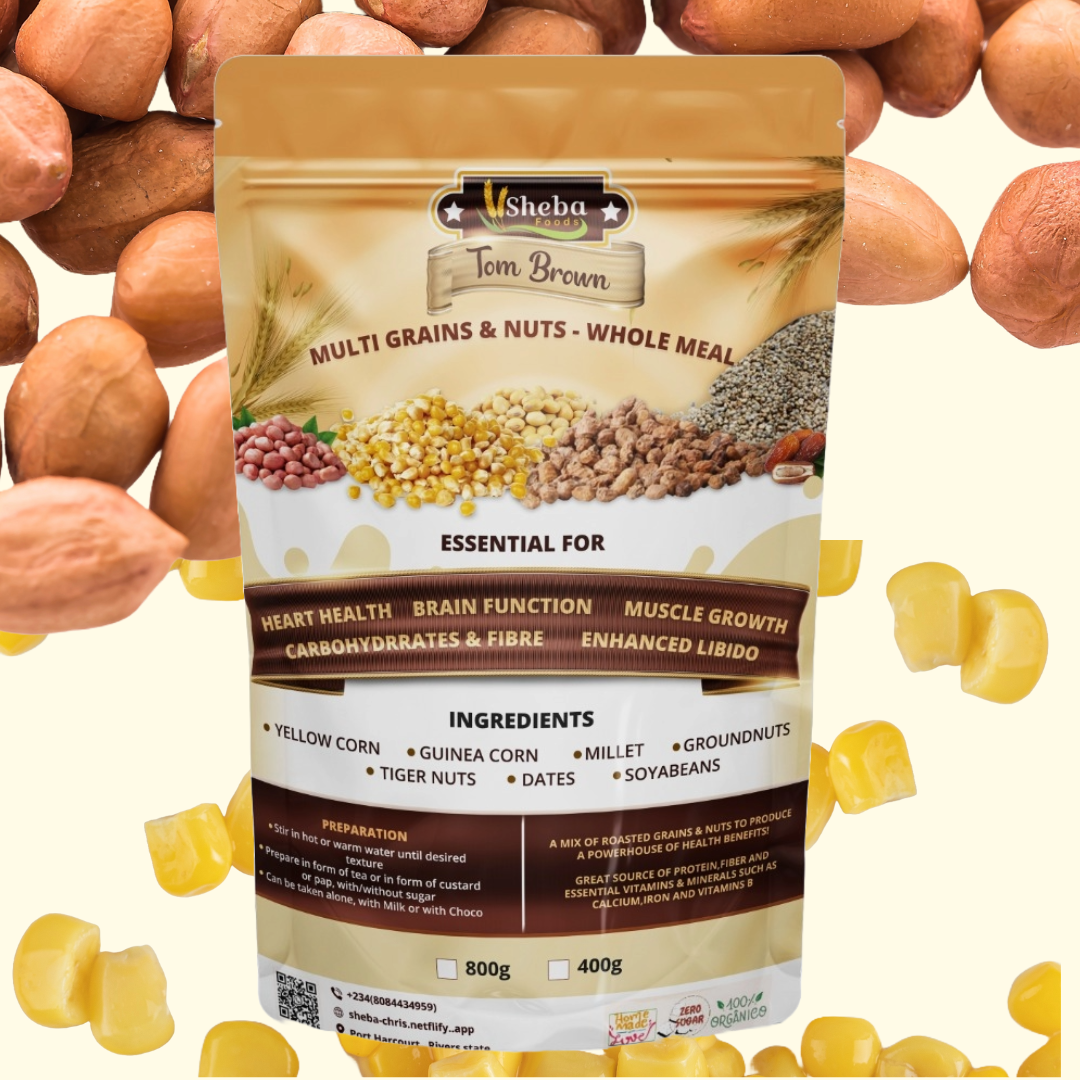 Sheba
Foods
Tom Brown
MULTI GRAINS & NUTS - WHOLE MEAL
ESSENTIAL FOR
HEART HEALTH BRAIN FUNCTION MUSCLE GROWTH
CARBOHYDRRATES & FIBRE ENHANCED LIBIDO
INGREDIENTS
• YELLOW CORN • GUINEA CORN • MILLET • GROUNDNUTS
• TIGER NUTS • DATES • SOYABEANS
PREPARATION
• Stir in hot or warm water until desired
texture
• Prepare in form of tea or in form of custard
or pap, with/without sugar
• Can be taken alone, with Milk or with Choco
A MIX OF ROASTED GRAINS & NUTS TO PRODUCE
A POWERHOUSE OF HEALTH BENEFITS!
GREAT SOURCE OF PROTEIN,FIBER AND
ESSENTIAL VITAMINS & MINERALS SUCH AS
CALCIUM,IRON AND VITAMINS B
800g 400g
+234(8084434959)
sheba-chris.netflify..app
Port Harcourt, Rivers state
Home
Made
Love
ZERO
SUGAR
100%
ORGÂNICO